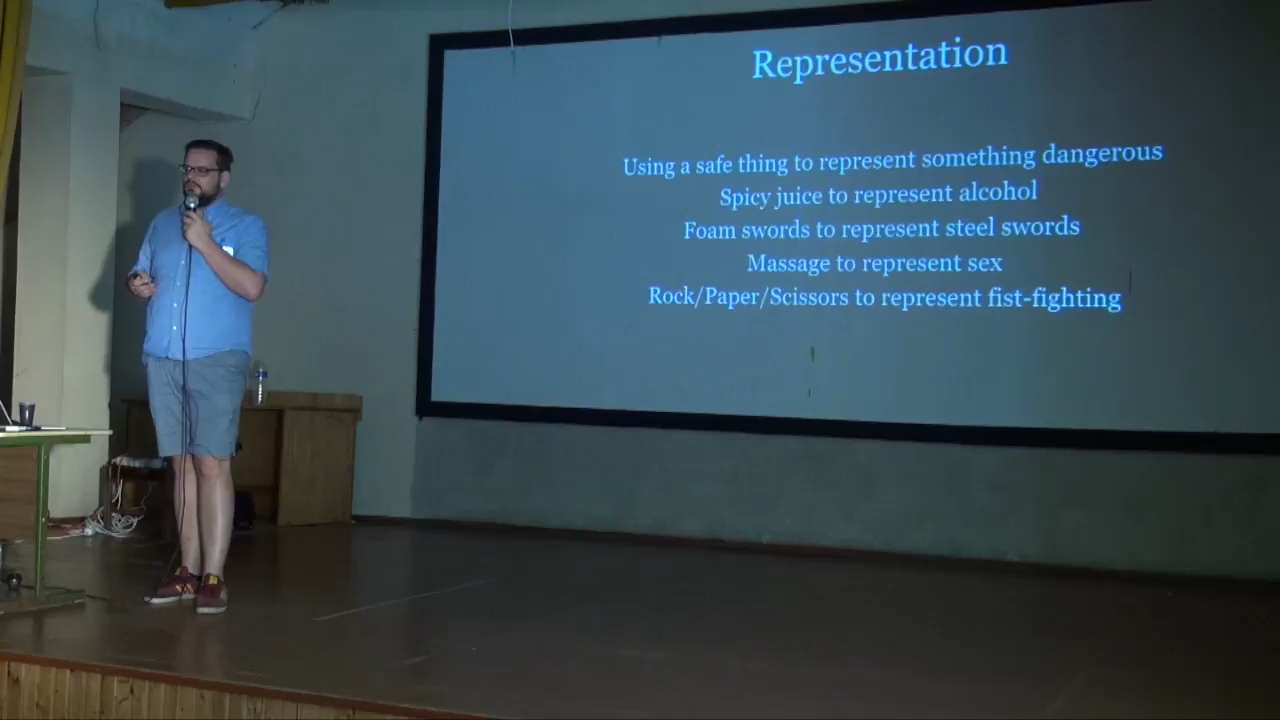 Representation
Using a safe thing to represent something dangerous
Spicy juice to represent alcohol
Foam swords to represent steel swords
Massage to represent sex
Rock/Paper/Scissors to represent fist-fighting